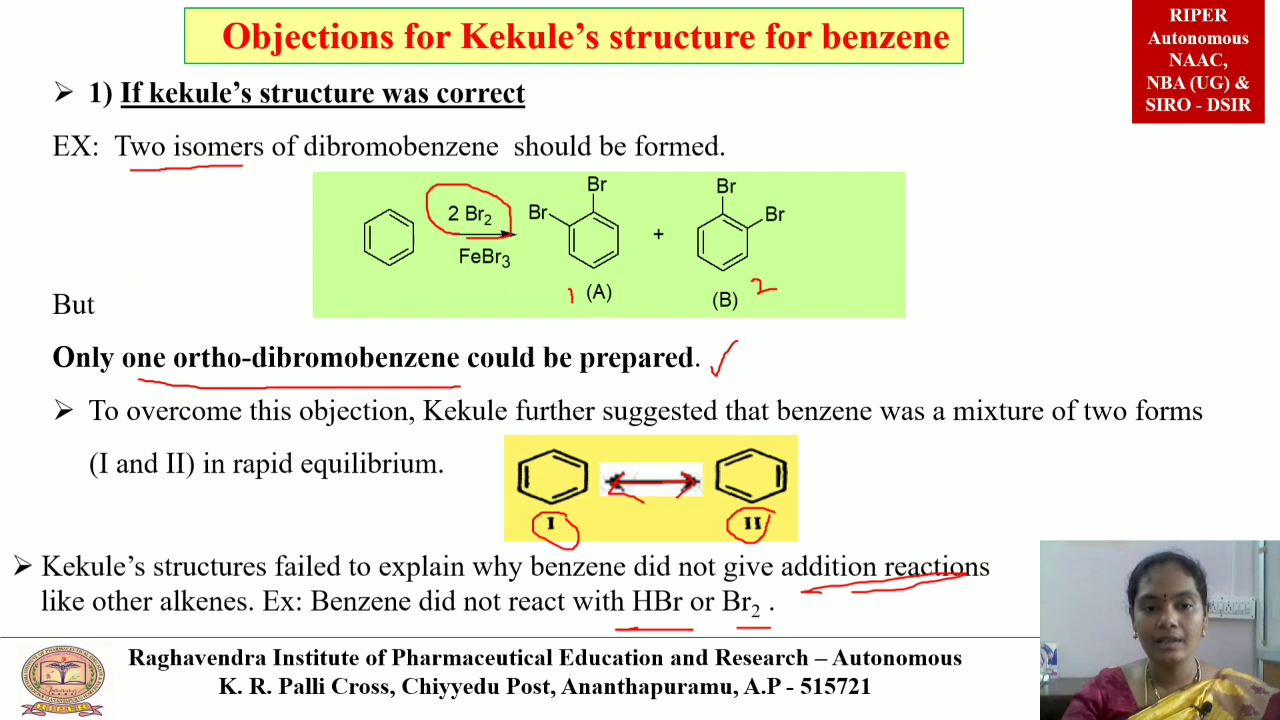 Objections for Kekule’s structure for benzene
RIPER
Autonomous
NAAC,
NBA (UG) &
SIRO - DSIR
➤ 1) If kekule’s structure was correct
EX: Two isomers of dibromobenzene should be formed.
2 Br2
FeBr3
Br
Br
+
Br
Br
1 (A)
(B) 2
But
Only one ortho-dibromobenzene could be prepared.
➤ To overcome this objection, Kekule further suggested that benzene was a mixture of two forms
(I and II) in rapid equilibrium.
I
II
➤ Kekule’s structures failed to explain why benzene did not give addition reactions
like other alkenes. Ex: Benzene did not react with HBr or Br2 .
Raghavendra Institute of Pharmaceutical Education and Research – Autonomous
K. R. Palli Cross, Chiyyedu Post, Ananthapuramu, A.P - 515721